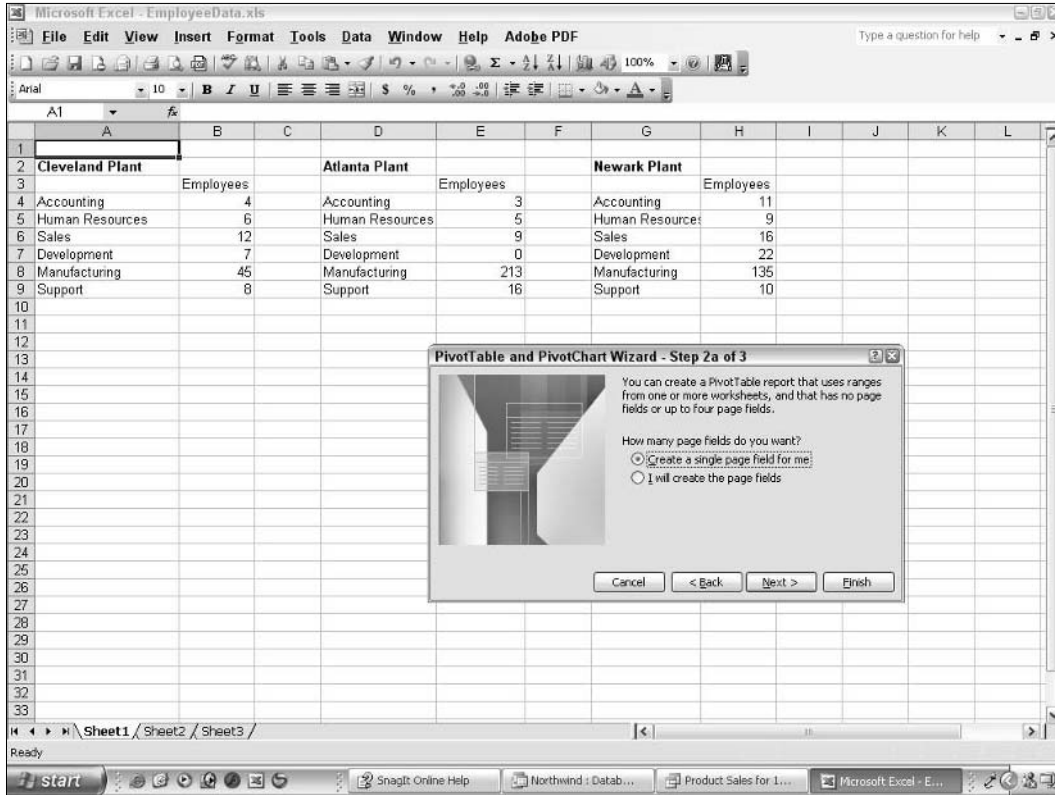 Microsoft Excel - EmployeeData.xls
File Edit View Insert Format Tools Data Window Help Adobe PDF
Type a question for help
100%
Arial 10 B I U $ % ,
A1 fx
A B C D E F G H I J K L
1
2 Cleveland Plant Atlanta Plant Newark Plant
3 Employees Employees Employees
4 Accounting 4 Accounting 3 Accounting 11
5 Human Resources 6 Human Resources 5 Human Resources 9
6 Sales 12 Sales 9 Sales 16
7 Development 7 Development 0 Development 22
8 Manufacturing 45 Manufacturing 213 Manufacturing 135
9 Support 8 Support 16 Support 10
10
11
12
13
14
15
16
17
18
19
20
21
22
23
24
25
26
27
28
29
30
31
32
33
PivotTable and PivotChart Wizard - Step 2a of 3
You can create a PivotTable report that uses ranges
from one or more worksheets, and that has no page
fields or up to four page fields.
How many page fields do you want?
Create a single page field for me
I will create the page fields
Cancel < Back Next > Finish
Sheet1 / Sheet2 / Sheet3 /
Ready
start SnagIt Online Help Northwind : Datab... Product Sales for 1... Microsoft Excel - E...